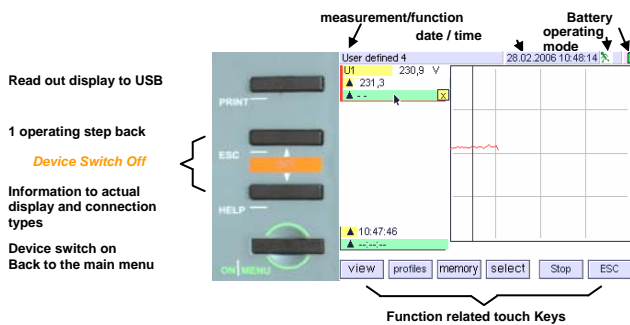 measurement/function
Battery
date / time
operating
mode
User defined 4
28.02.2006 10:48:14
U1 230,9 V
▲ 231,3
▲ - -
x
Read out display to USB
PRINT
1 operating step back
ESC
Device Switch Off
OFF
Information to actual
display and connection
types
HELP
▲ 10:47:46
▲ --:--:--
Device switch on
Back to the main menu
ON MENU
view profiles memory select Stop ESC
Function related touch Keys